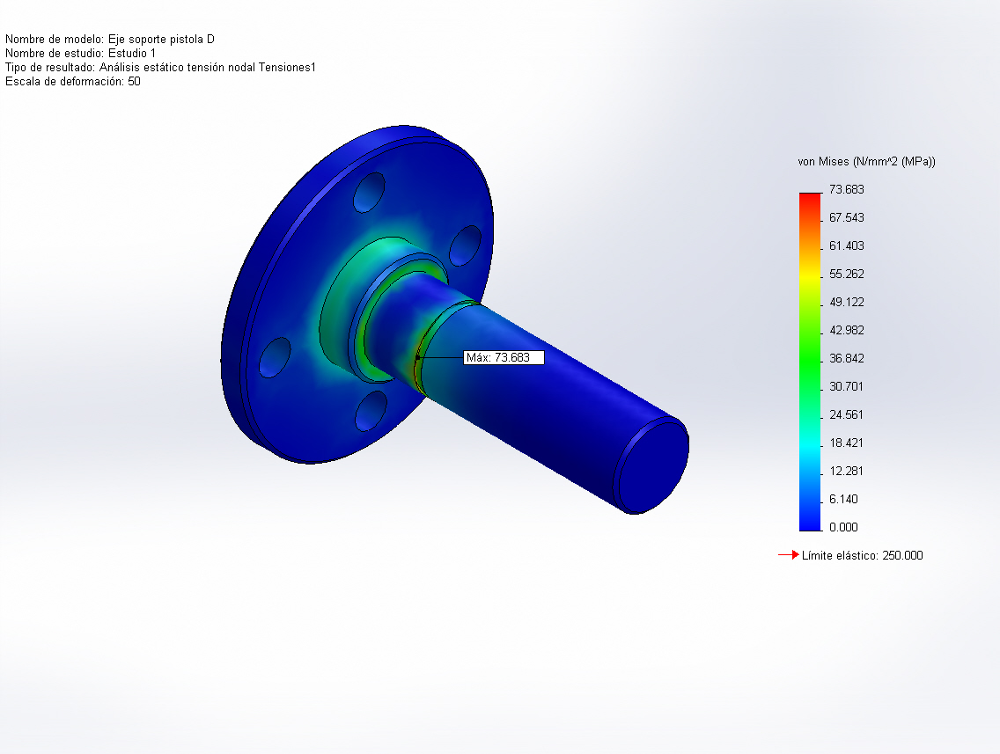 Nombre de modelo: Eje soporte pistola D
Nombre de estudio: Estudio 1
Tipo de resultado: Análisis estático tensión nodal Tensiones1
Escala de deformación: 50
von Mises (N/mm^2 (MPa))
73.683
67.543
61.403
55.262
49.122
42.982
36.842
30.701
24.561
18.421
12.281
6.140
0.000
Límite elástico: 250.000
Máx: 73.683